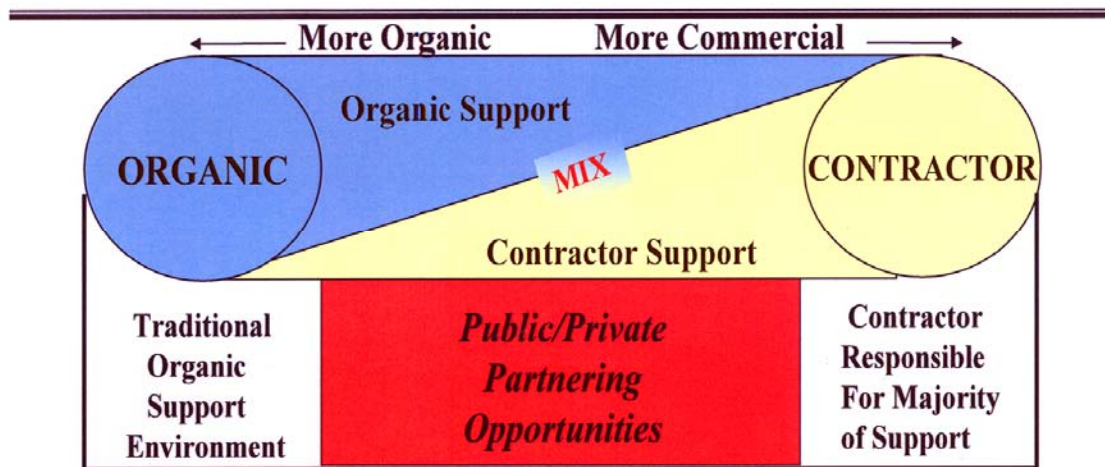 More Organic
More Commercial
Organic Support
ORGANIC
MIX
CONTRACTOR
Contractor Support
Traditional
Organic
Support
Environment
Public/Private
Partnering
Opportunities
Contractor
Responsible
For Majority
of Support